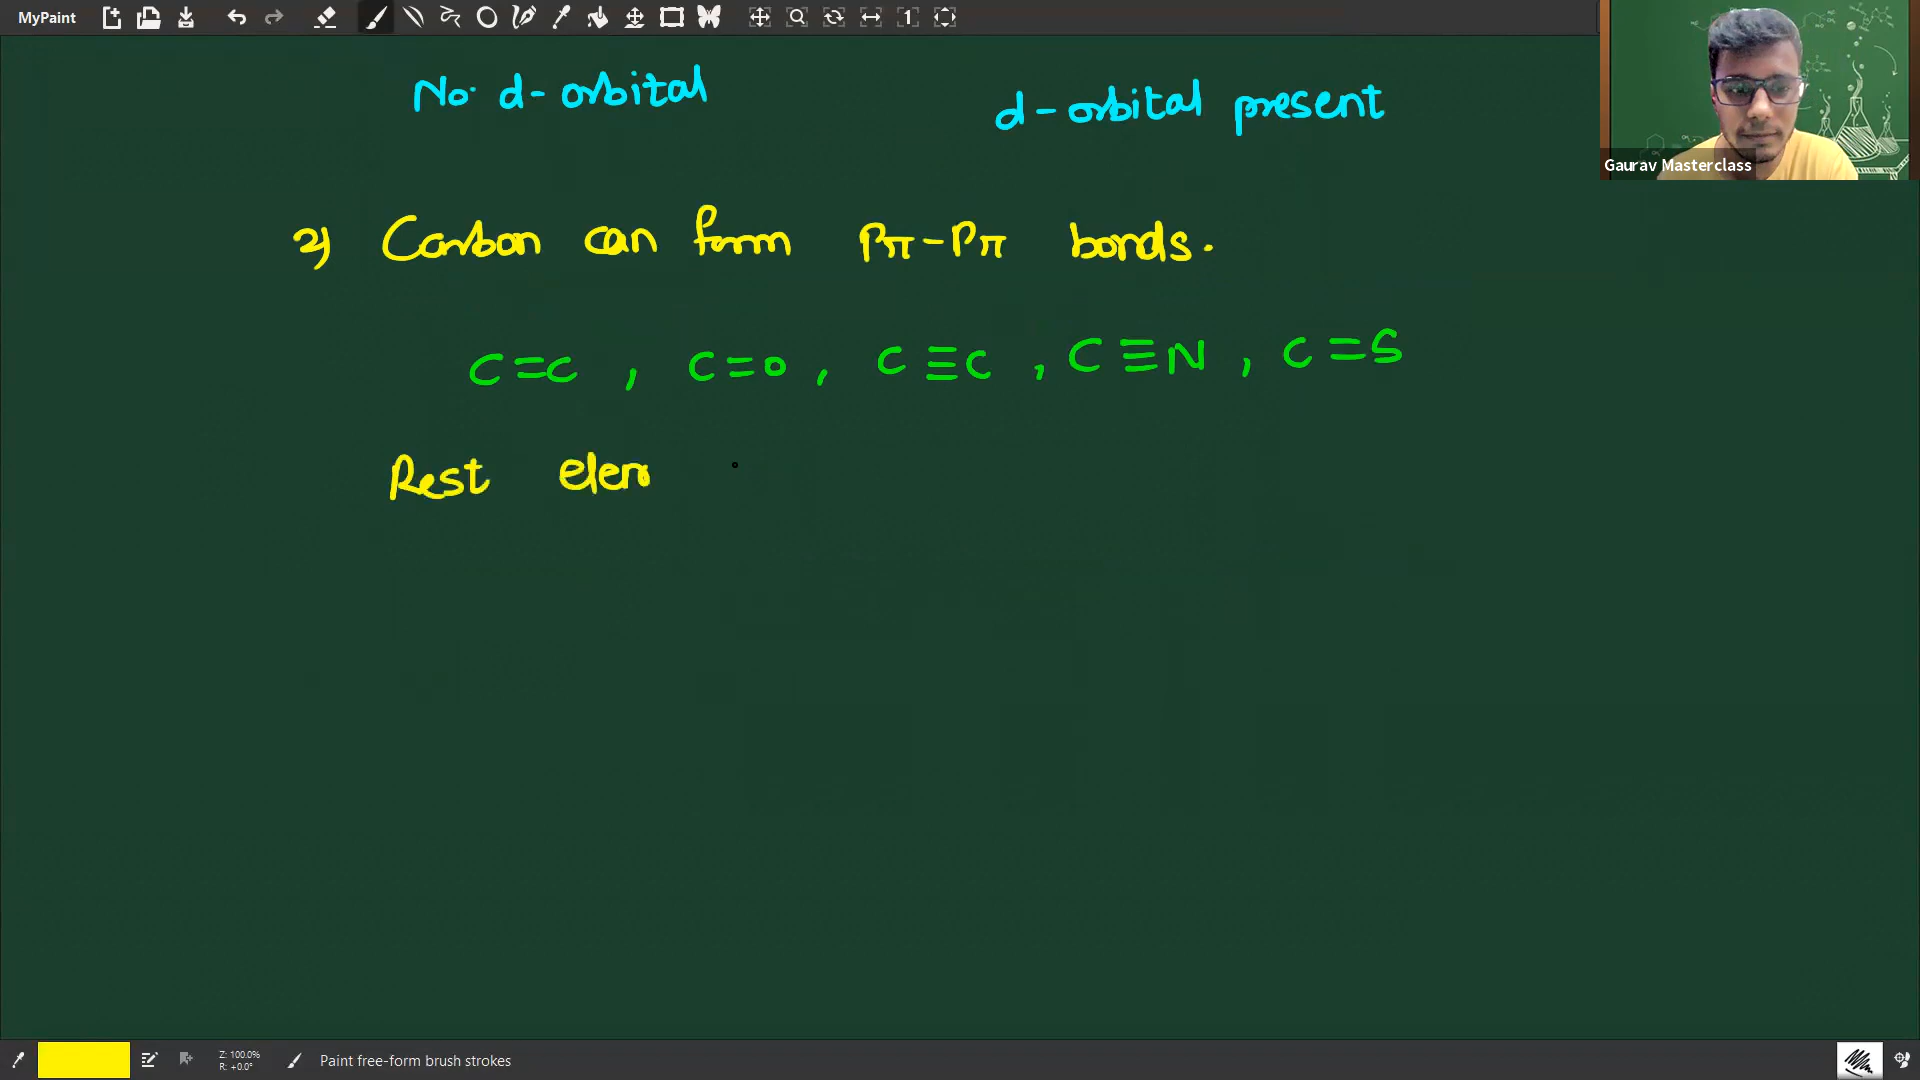 MyPaint
No. d-orbital
d-orbital present
Gaurav Masterclass
2) Carbon can form Pπ-Pπ bonds.
C=C , C=O , C≡C , C≡N , C=S
Rest elem
Z: 100.0%
R: +0.0°
Paint free-form brush strokes